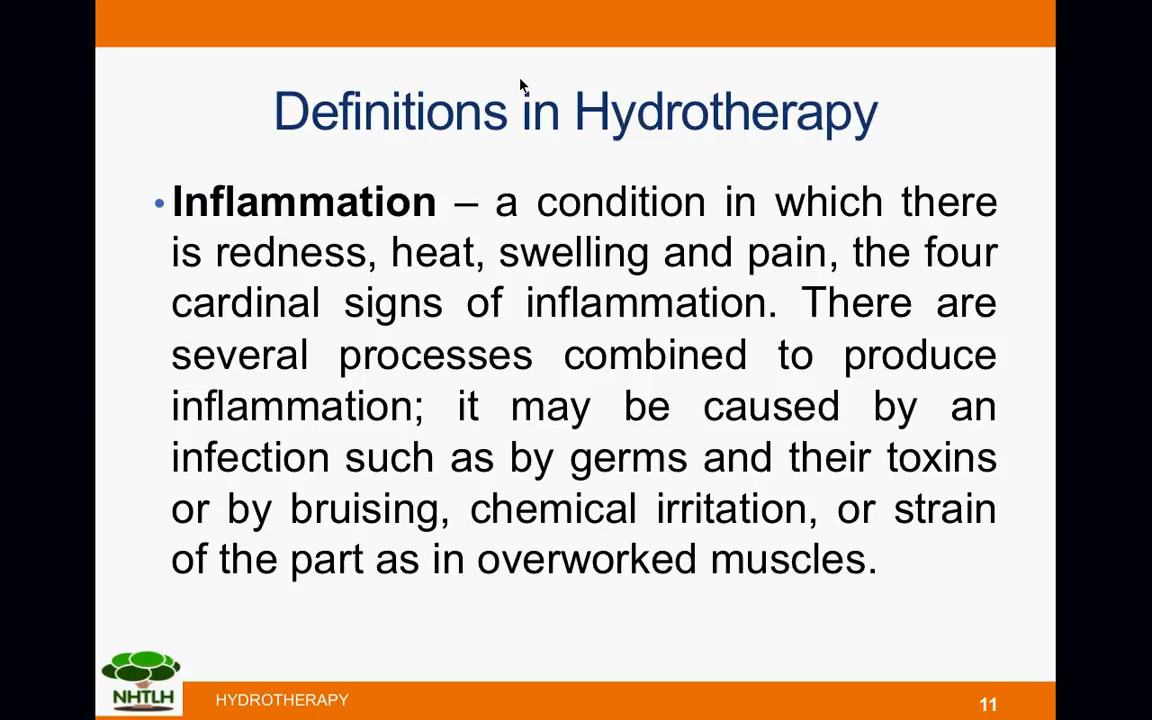 Definitions in Hydrotherapy
• Inflammation – a condition in which there
is redness, heat, swelling and pain, the four
cardinal signs of inflammation. There are
several processes combined to produce
inflammation; it may be caused by an
infection such as by germs and their toxins
or by bruising, chemical irritation, or strain
of the part as in overworked muscles.
NHTLH
HYDROTHERAPY
11